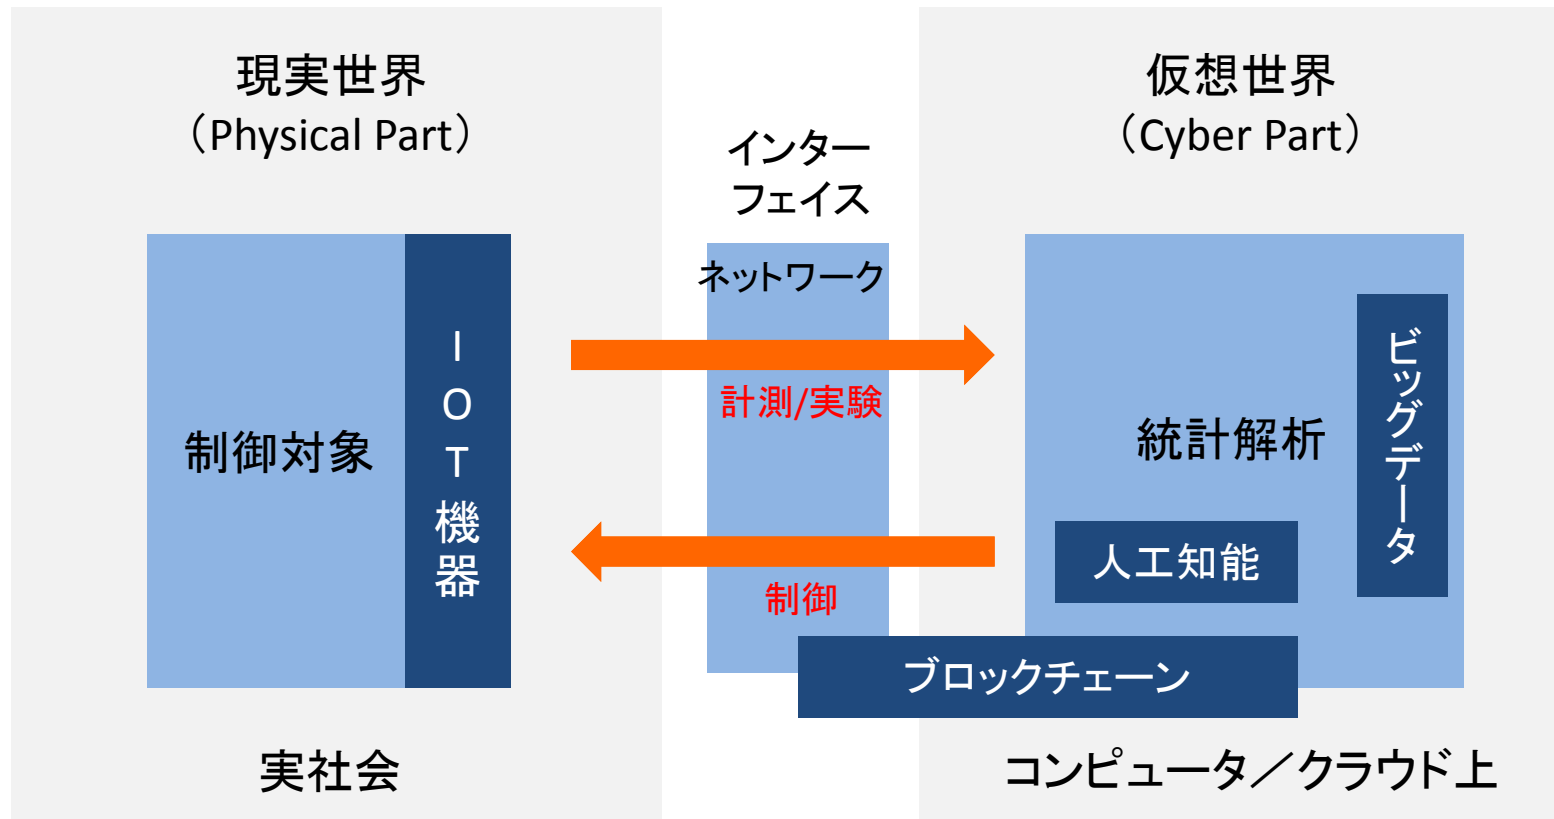 現実世界
（Physical Part）
制御対象
IOT機器
実社会
インター
フェイス
ネットワーク
計測/実験
制御
仮想世界
（Cyber Part）
統計解析
ビッグデータ
人工知能
ブロックチェーン
コンピュータ／クラウド上